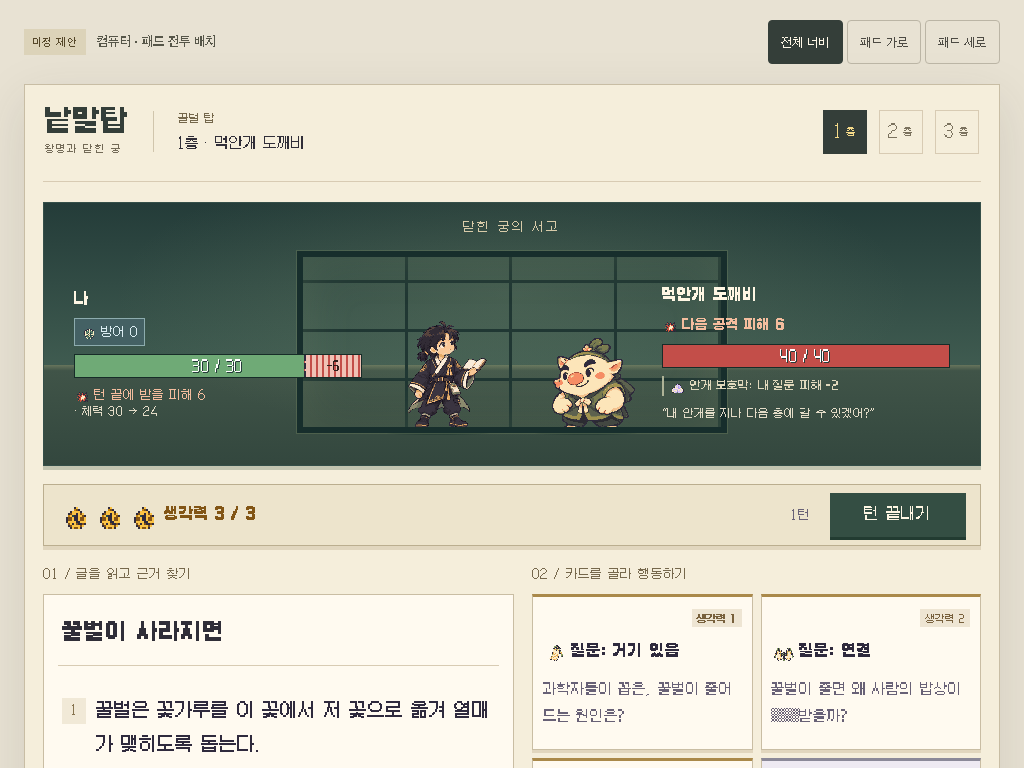 미정 제안
컴퓨터 · 패드 전투 배치
전체 너비
패드 가로
패드 세로
낱말탑
왕명과 닫힌 궁
꿀벌 탑
1층 · 먹안개 도깨비
1 층
2 층
3 층
닫힌 궁의 서고
나
방어 0
30 / 30
-6
턴 끝에 받을 피해 6
· 체력 30 → 24
먹안개 도깨비
다음 공격 피해 6
40 / 40
안개 보호막: 내 질문 피해 -2
“내 안개를 지나 다음 층에 갈 수 있겠어?”
생각력 3 / 3
1턴
턴 끝내기
01 / 글을 읽고 근거 찾기
02 / 카드를 골라 행동하기
꿀벌이 사라지면
1
꿀벌은 꽃가루를 이 꽃에서 저 꽃으로 옮겨 열매
가 맺히도록 돕는다.
생각력 1
질문: 거기 있음
과학자들이 꼽은, 꿀벌이 줄어
드는 원인은?
생각력 2
질문: 연결
꿀벌이 줄면 왜 사람의 밥상이
받을까?